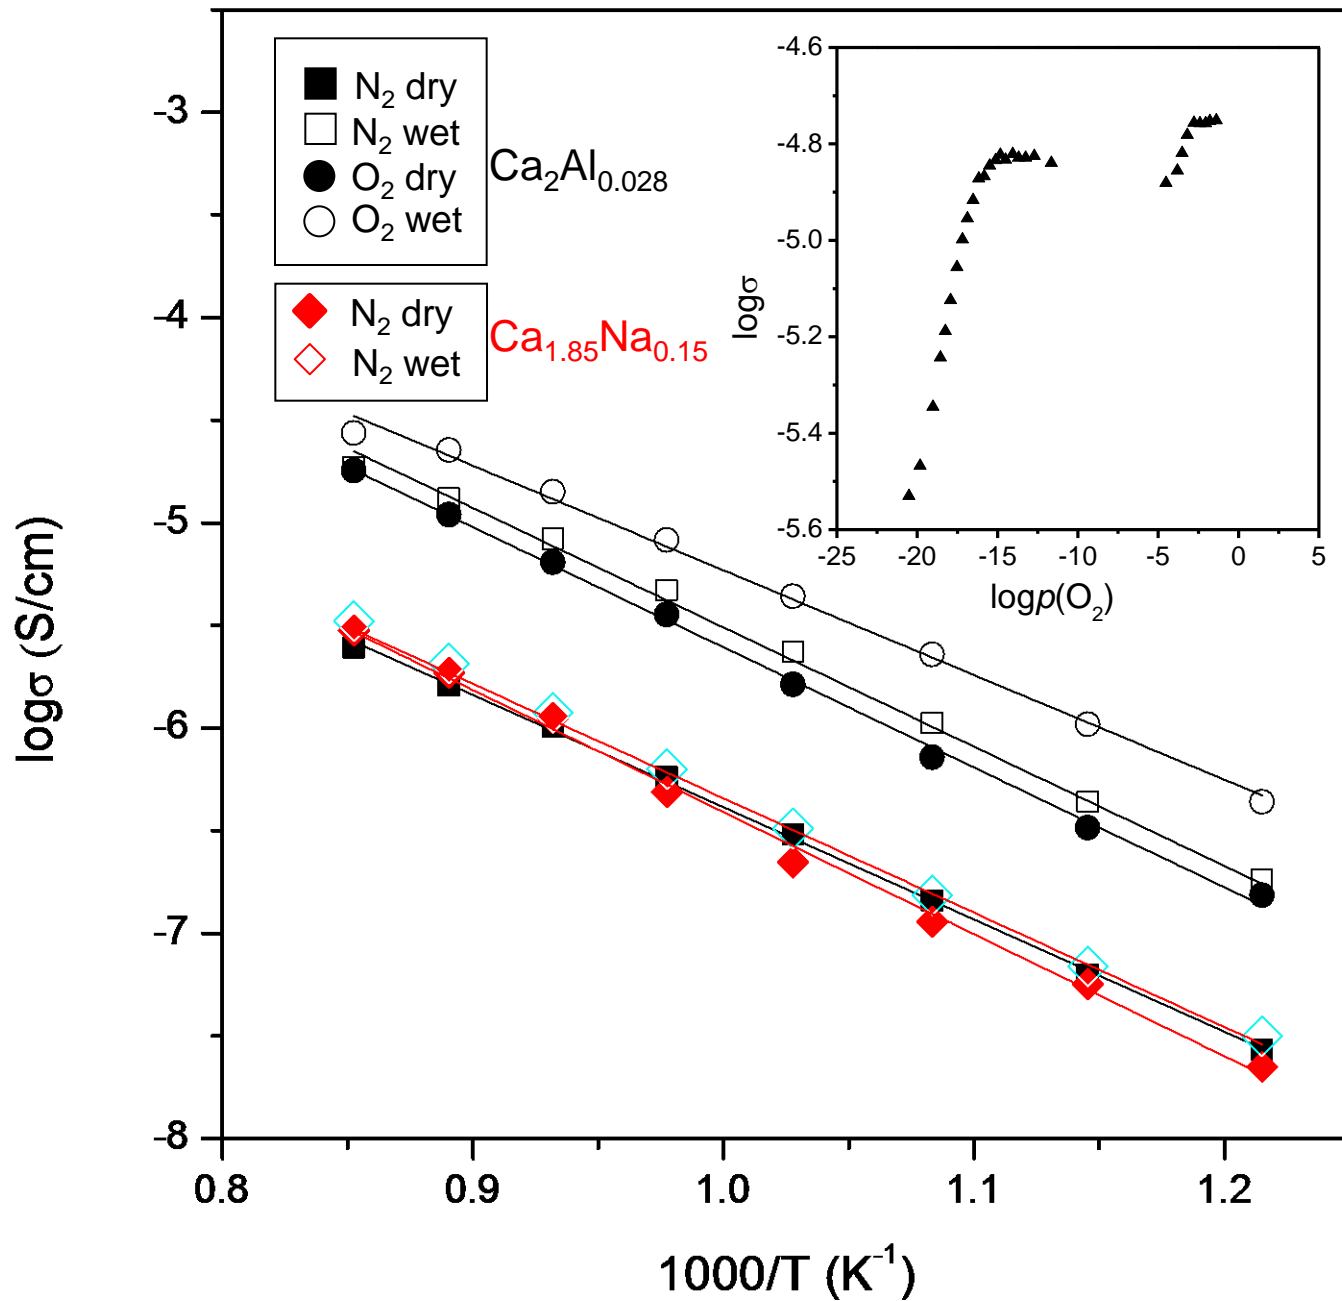 N₂ dry
N₂ wet
O₂ dry
O₂ wet
Ca₂Al₀.₀₂₈
N₂ dry
N₂ wet
Ca₁.₈₅Na₀.₁₅
-3
-4
-5
-6
-7
-8
logσ (S/cm)
0.8 0.9 1.0 1.1 1.2
1000/T (K⁻¹)
-4.6
-4.8
-5.0
-5.2
-5.4
-5.6
logσ
-25 -20 -15 -10 -5 0 5
logp(O₂)